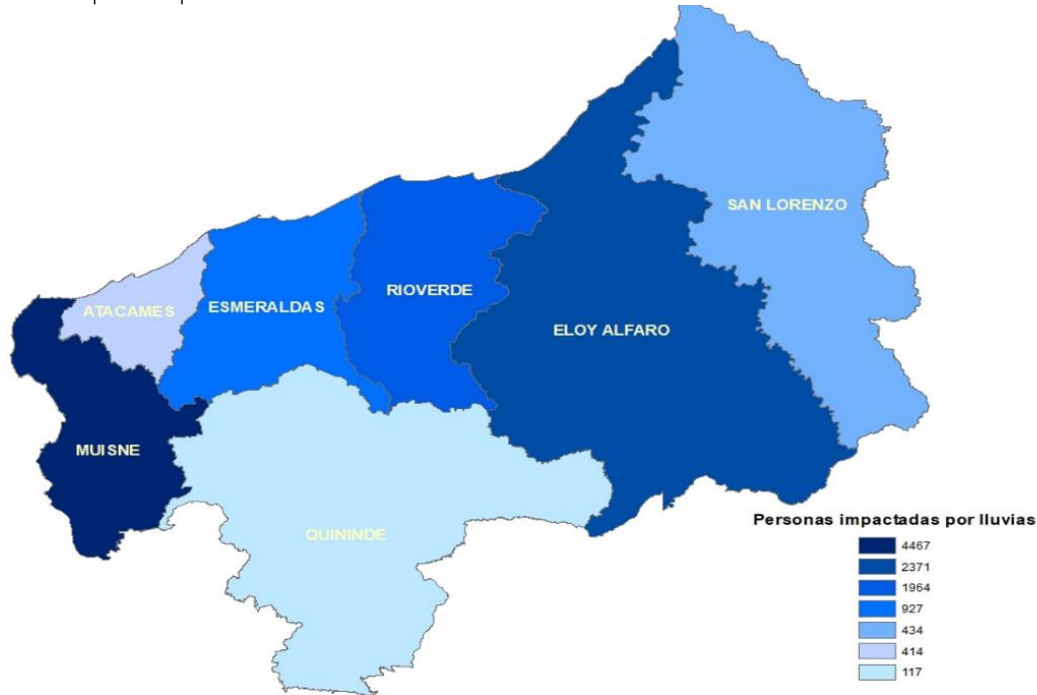 SAN LORENZO
RIOVERDE
ESMERALDAS
ATACAMES
ELOY ALFARO
MUISNE
QUININDE
Personas impactadas por lluvias
4467
2371
1964
927
434
414
117